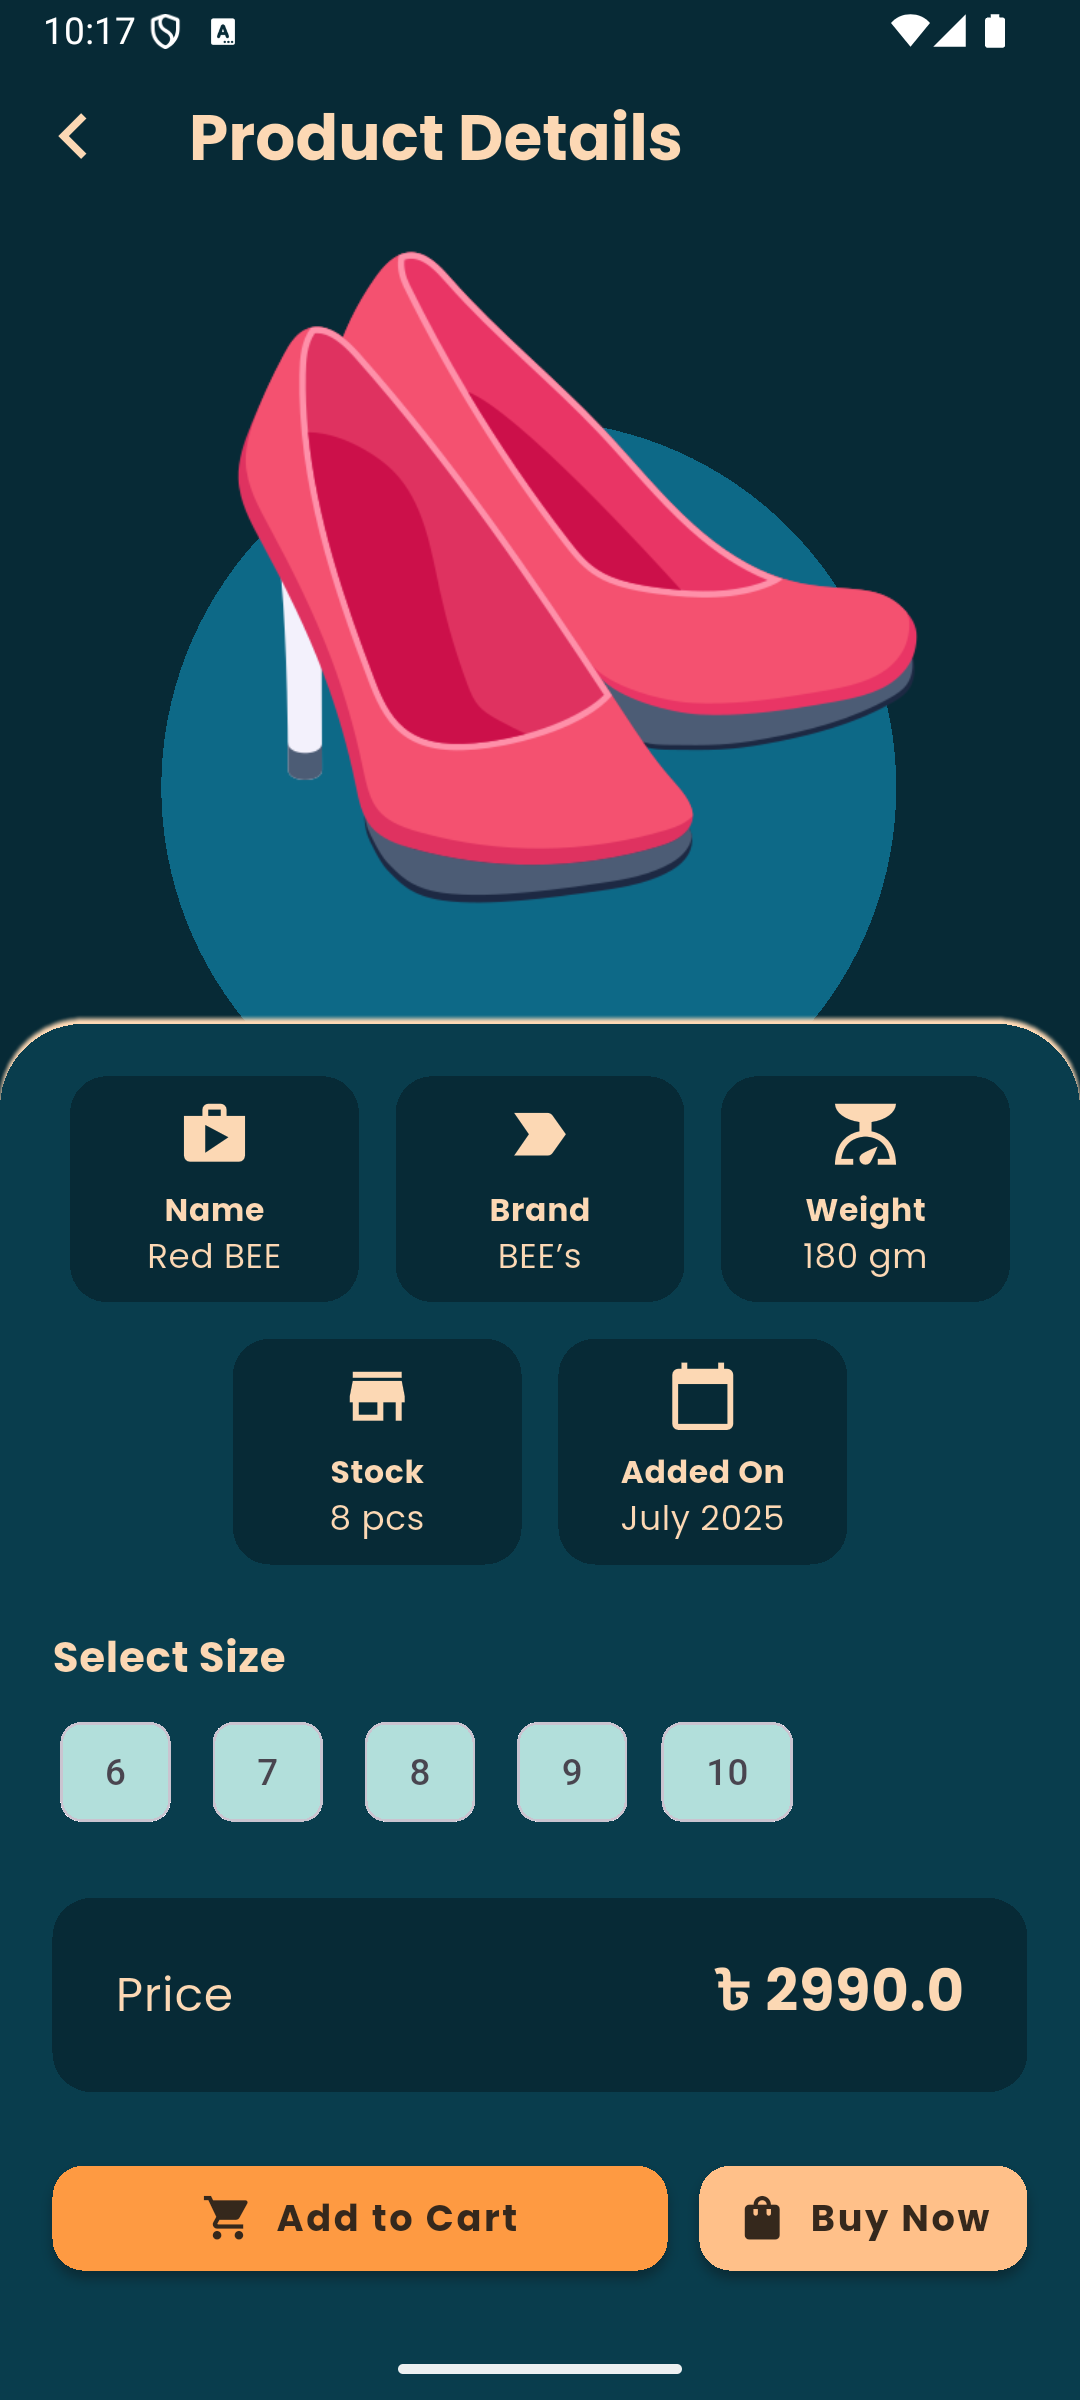 10:17
Product Details
Name
Red BEE
Brand
BEE’s
Weight
180 gm
Stock
8 pcs
Added On
July 2025
Select Size
6 7 8 9 10
Price ৳ 2990.0
Add to Cart Buy Now